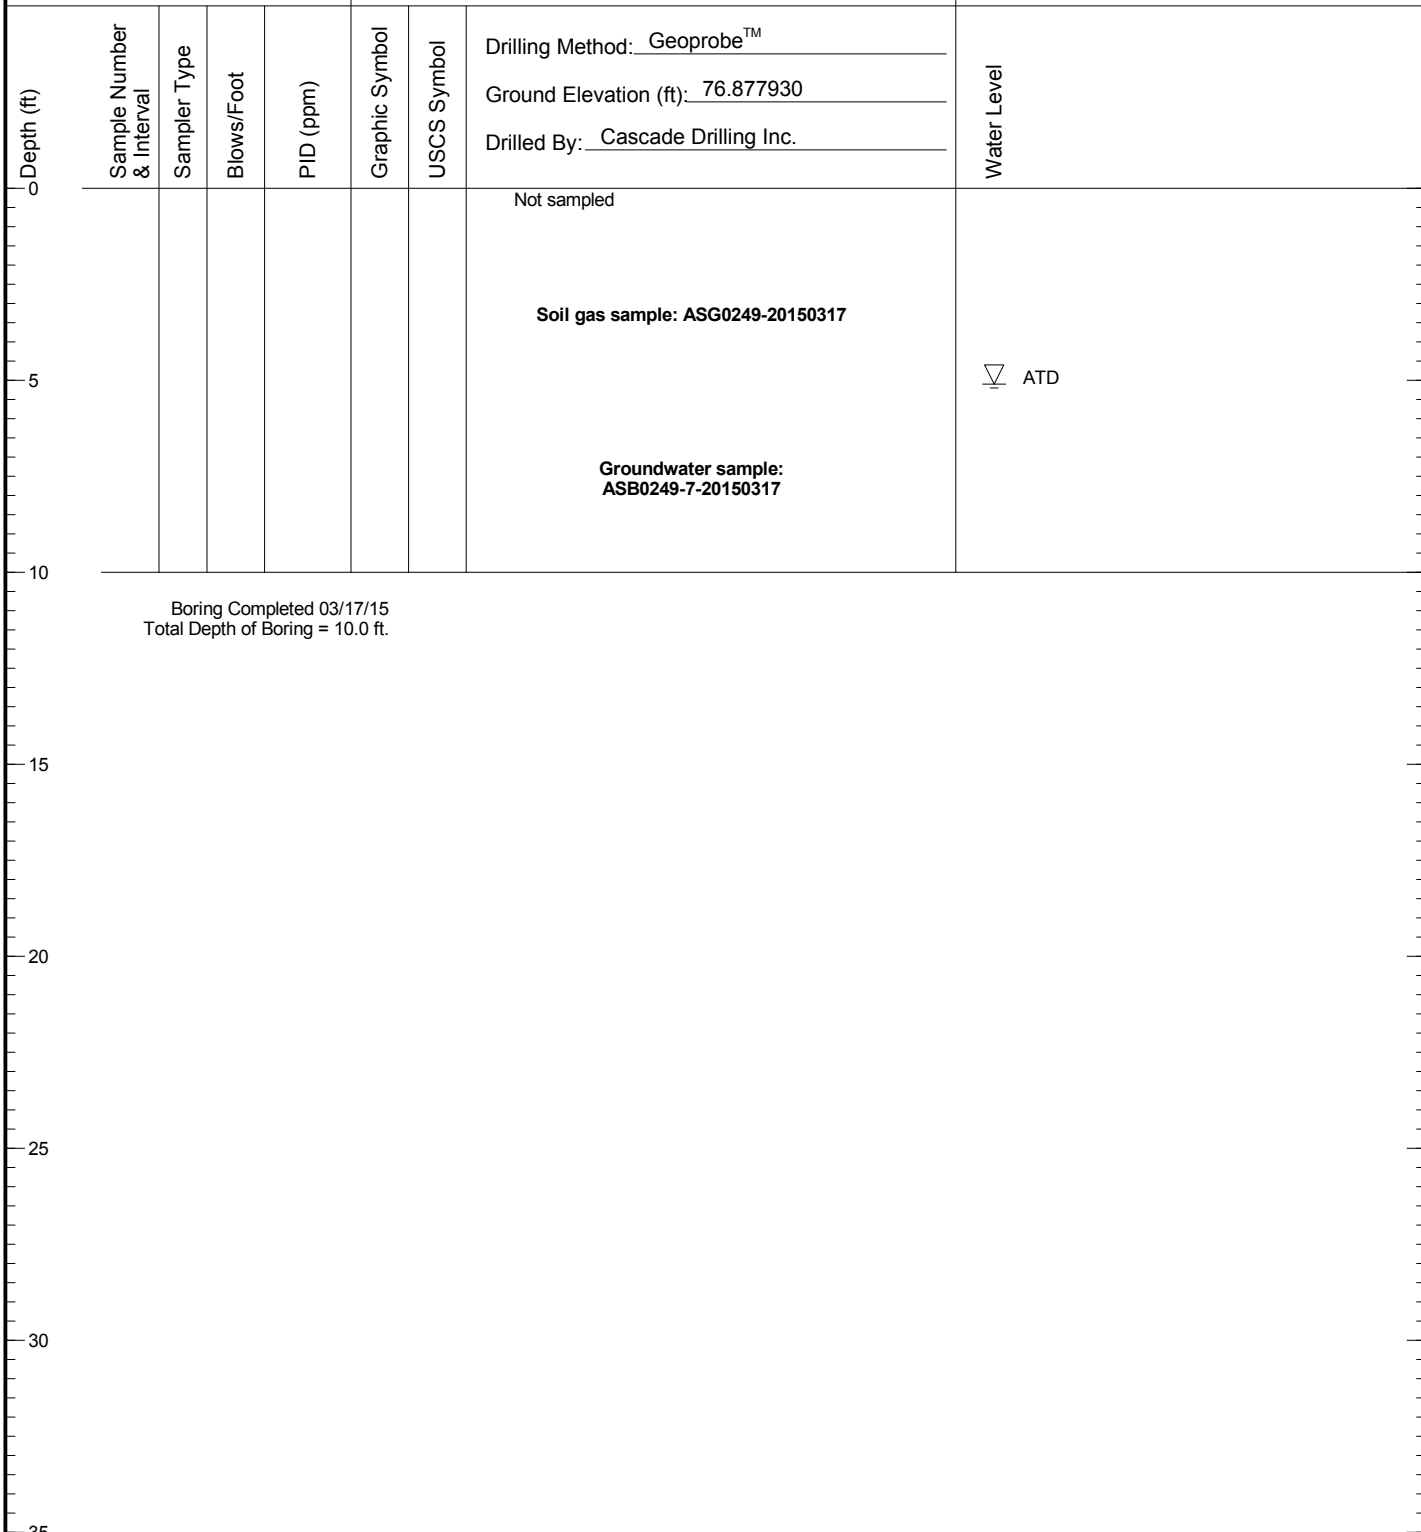 Depth (ft)
Sample Number
& Interval
Sampler Type
Blows/Foot
PID (ppm)
Graphic Symbol
USCS Symbol
Drilling Method: Geoprobe™
Ground Elevation (ft): 76.877930
Drilled By: Cascade Drilling Inc.
Water Level
0
Not sampled
Soil gas sample: ASG0249-20150317
5
ATD
Groundwater sample:
ASB0249-7-20150317
10
Boring Completed 03/17/15
Total Depth of Boring = 10.0 ft.
15
20
25
30
35